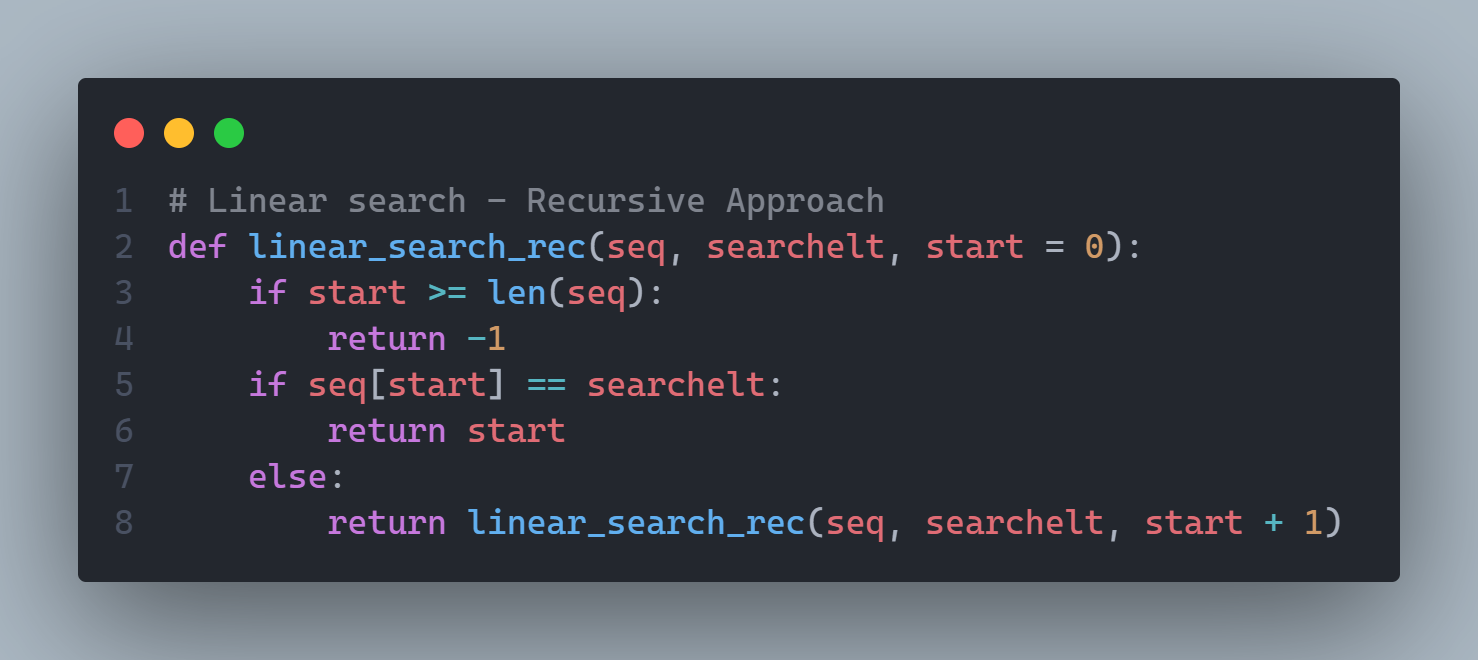 1 # Linear search - Recursive Approach
2 def linear_search_rec(seq, searchelt, start = 0):
3     if start >= len(seq):
4         return -1
5     if seq[start] == searchelt:
6         return start
7     else:
8         return linear_search_rec(seq, searchelt, start + 1)